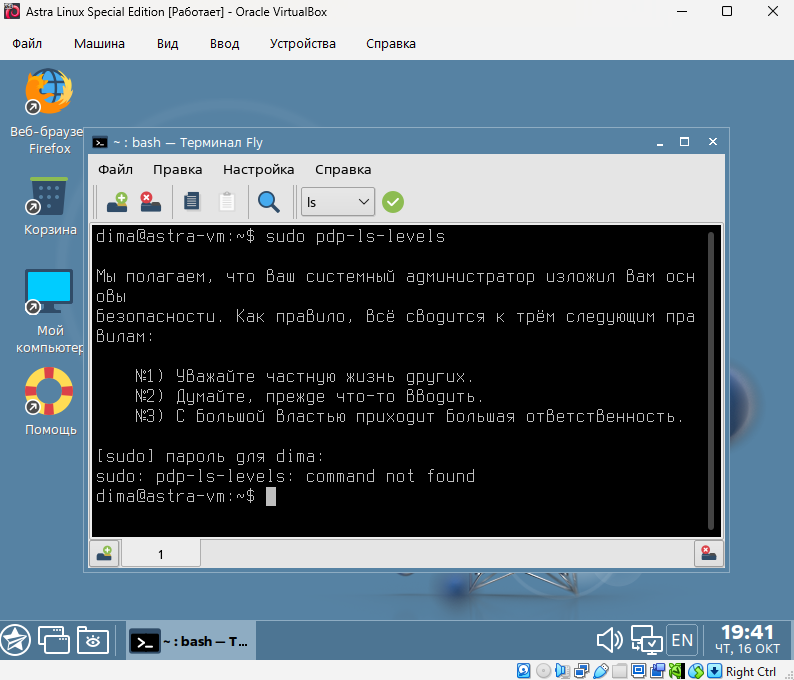 Astra Linux Special Edition [Работает] - Oracle VirtualBox
Файл Машина Вид Ввод Устройства Справка
Веб-браузе
Firefox
Корзина
Мой
компьютер
Помощь
~ : bash — Терминал Fly
Файл Правка Настройка Справка
ls
dima@astra-vm:~$ sudo pdp-ls-levels
Мы полагаем, что ваш системный администратор изложил вам осн
овы
безопасности. Как правило, всё сводится к трём следующим пра
вилам:
№1) Уважайте частную жизнь других.
№2) Думайте, прежде что-то вводить.
№3) С большой властью приходит большая ответственность.
[sudo] пароль для dima:
sudo: pdp-ls-levels: command not found
dima@astra-vm:~$
1
~ : bash — Т...
EN
19:41
ЧТ, 16 ОКТ
Right Ctrl